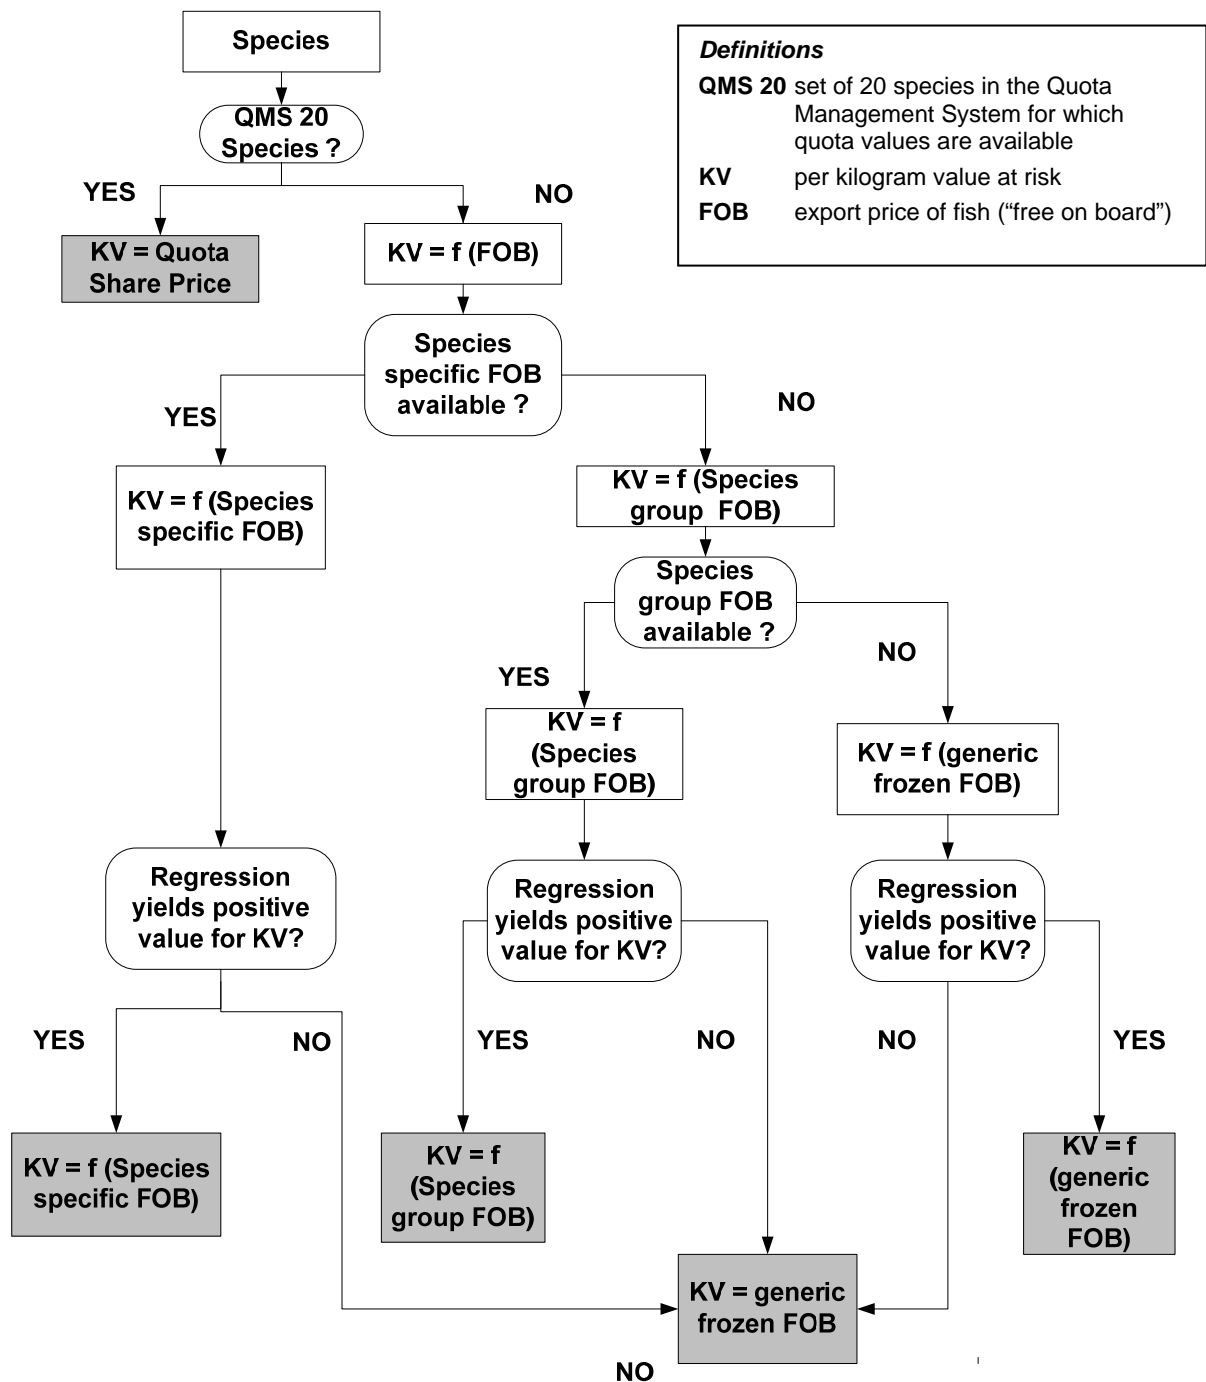 Species
Definitions
QMS 20 set of 20 species in the Quota
Management System for which
quota values are available
KV per kilogram value at risk
FOB export price of fish (“free on board”)
QMS 20
Species ?
YES
NO
KV = Quota
Share Price
KV = f (FOB)
Species
specific FOB
available ?
YES
NO
KV = f (Species
specific FOB)
KV = f (Species
group FOB)
Species
group FOB
available ?
YES
NO
KV = f
(Species
group FOB)
KV = f (generic
frozen FOB)
Regression
yields positive
value for KV?
Regression
yields positive
value for KV?
Regression
yields positive
value for KV?
YES
NO
YES
NO
NO
YES
KV = f (Species
specific FOB)
KV = f
(Species
group FOB)
KV = f
(generic
frozen
FOB)
KV = generic
frozen FOB
NO